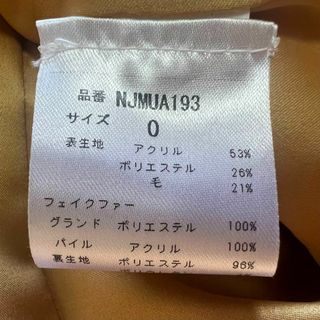 品番 NJMUA193
サイズ 0
表生地 アクリル 53%
ポリエステル 26%
毛 21%
フェイクファー
グランド ポリエステル 100%
パイル アクリル 100%
裏生地 ポリエステル 96%